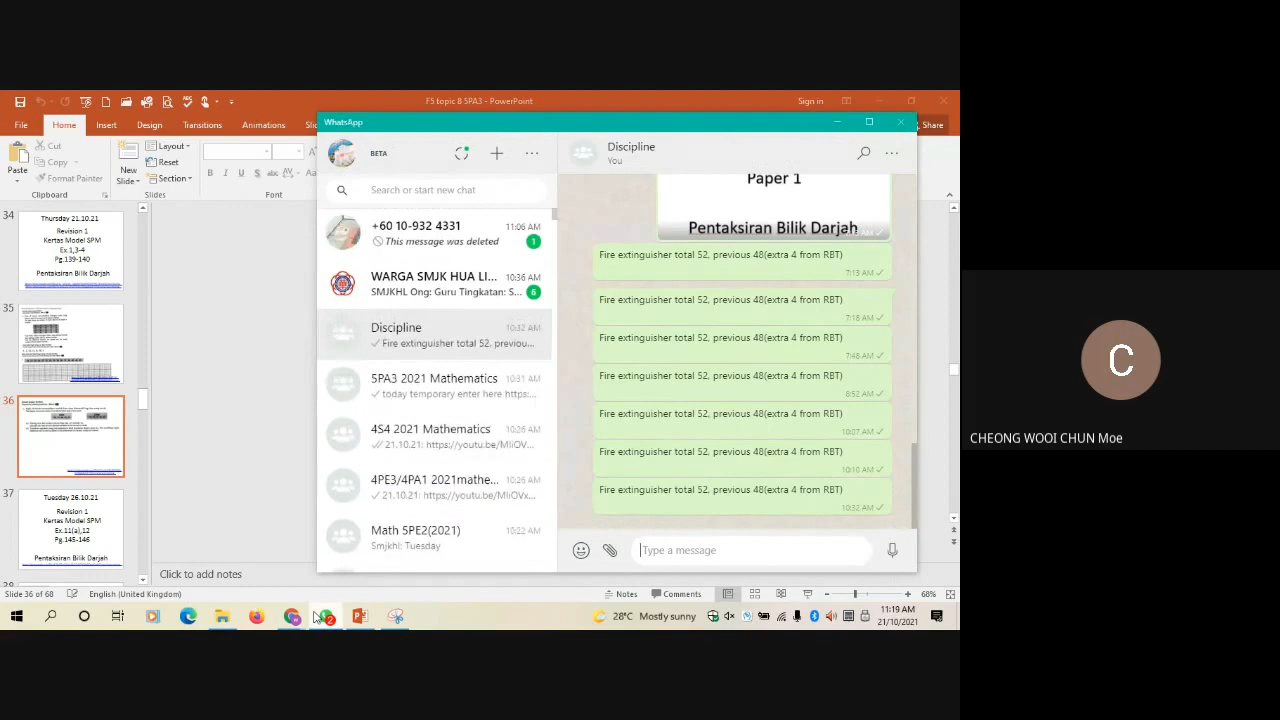 F5 topic 8 5PA3 - PowerPoint
Sign in
File
Home
Insert
Design
Transitions
Animations
Share
Paste
Cut
Copy
Format Painter
Clipboard
New
Slide
Layout
Reset
Section
Slides
Font
34
Thursday 21.10.21
Revision 1
Kertas Model SPM
Ex.1,3-4
Pg.139-140
Pentaksiran Bilik Darjah
35
36
37
Tuesday 26.10.21
Revision 1
Kertas Model SPM
Ex.11(a),12
Pg.145-146
Pentaksiran Bilik Darjah
WhatsApp
BETA
Search or start new chat
+60 10-932 4331
11:06 AM
This message was deleted
1
WARGA SMJK HUA LI...
10:36 AM
SMJKHL Ong: Guru Tingkatan: S...
6
Discipline
10:32 AM
Fire extinguisher total 52, previou...
5PA3 2021 Mathematics
10:31 AM
today temporary enter here https:...
4S4 2021 Mathematics
10:26 AM
21.10.21: https://youtu.be/MliOV...
4PE3/4PA1 2021mathe...
10:26 AM
21.10.21: https://youtu.be/MliOVx...
Math 5PE2(2021)
10:22 AM
Smjkhl: Tuesday
Discipline
You
Paper 1
Pentaksiran Bilik Darjah
Fire extinguisher total 52, previous 48(extra 4 from RBT)
7:13 AM
Fire extinguisher total 52, previous 48(extra 4 from RBT)
7:18 AM
Fire extinguisher total 52, previous 48(extra 4 from RBT)
7:48 AM
Fire extinguisher total 52, previous 48(extra 4 from RBT)
8:52 AM
Fire extinguisher total 52, previous 48(extra 4 from RBT)
10:07 AM
Fire extinguisher total 52, previous 48(extra 4 from RBT)
10:10 AM
Fire extinguisher total 52, previous 48(extra 4 from RBT)
10:32 AM
Type a message
Click to add notes
Slide 36 of 68
English (United Kingdom)
Notes
Comments
68%
28°C Mostly sunny
11:19 AM
21/10/2021
C
CHEONG WOOI CHUN Moe